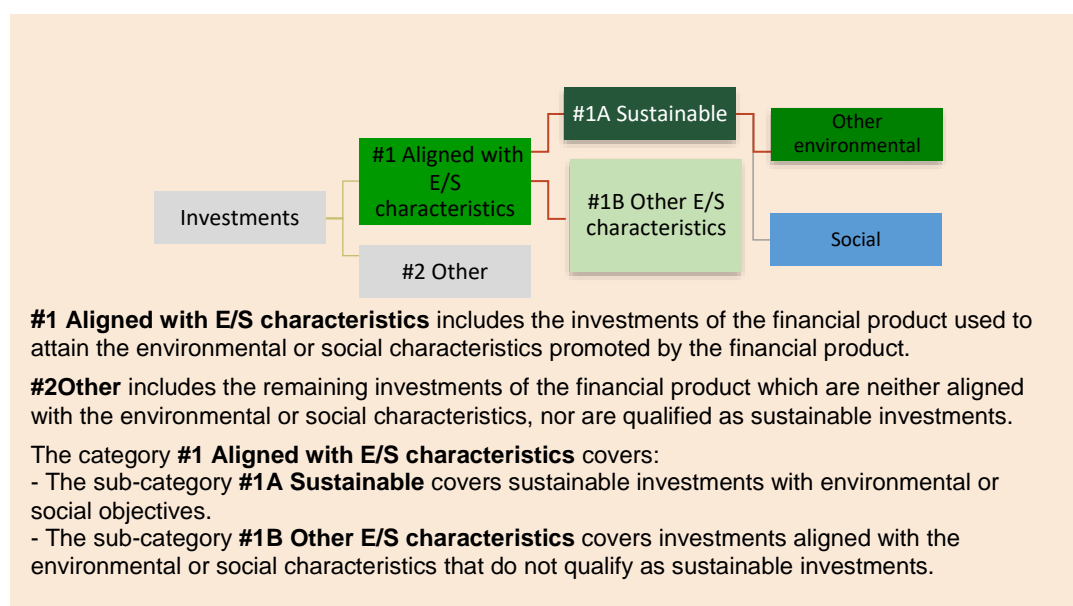 #1A Sustainable
Other
environmental
#1 Aligned with
E/S
characteristics
#1B Other E/S
characteristics
Investments
Social
#2 Other
#1 Aligned with E/S characteristics includes the investments of the financial product used to
attain the environmental or social characteristics promoted by the financial product.
#2Other includes the remaining investments of the financial product which are neither aligned
with the environmental or social characteristics, nor are qualified as sustainable investments.
The category #1 Aligned with E/S characteristics covers:
- The sub-category #1A Sustainable covers sustainable investments with environmental or
social objectives.
- The sub-category #1B Other E/S characteristics covers investments aligned with the
environmental or social characteristics that do not qualify as sustainable investments.